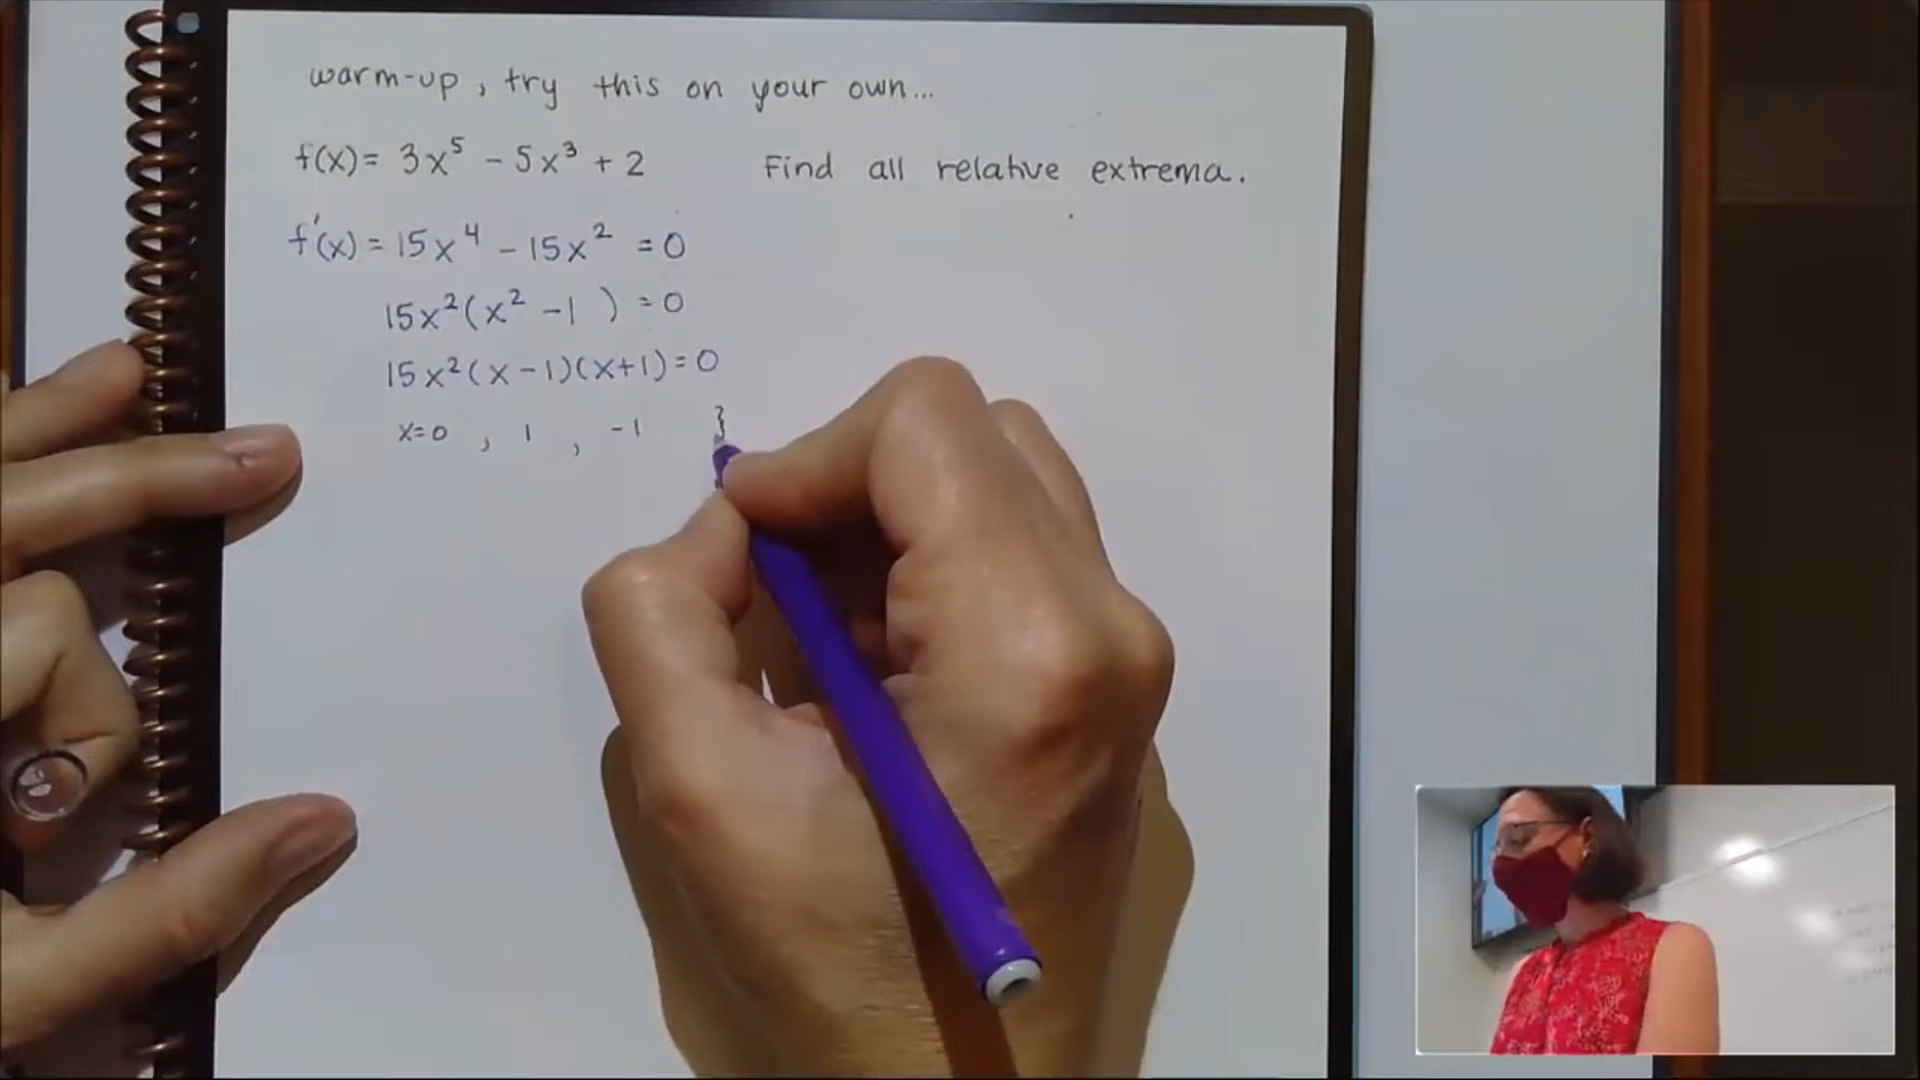 warm-up, try this on your own...
f(x) = 3x⁵ - 5x³ + 2 Find all relative extrema.
f'(x) = 15x⁴ - 15x² = 0
15x²(x² - 1) = 0
15x²(x - 1)(x + 1) = 0
x = 0, 1, -1 }